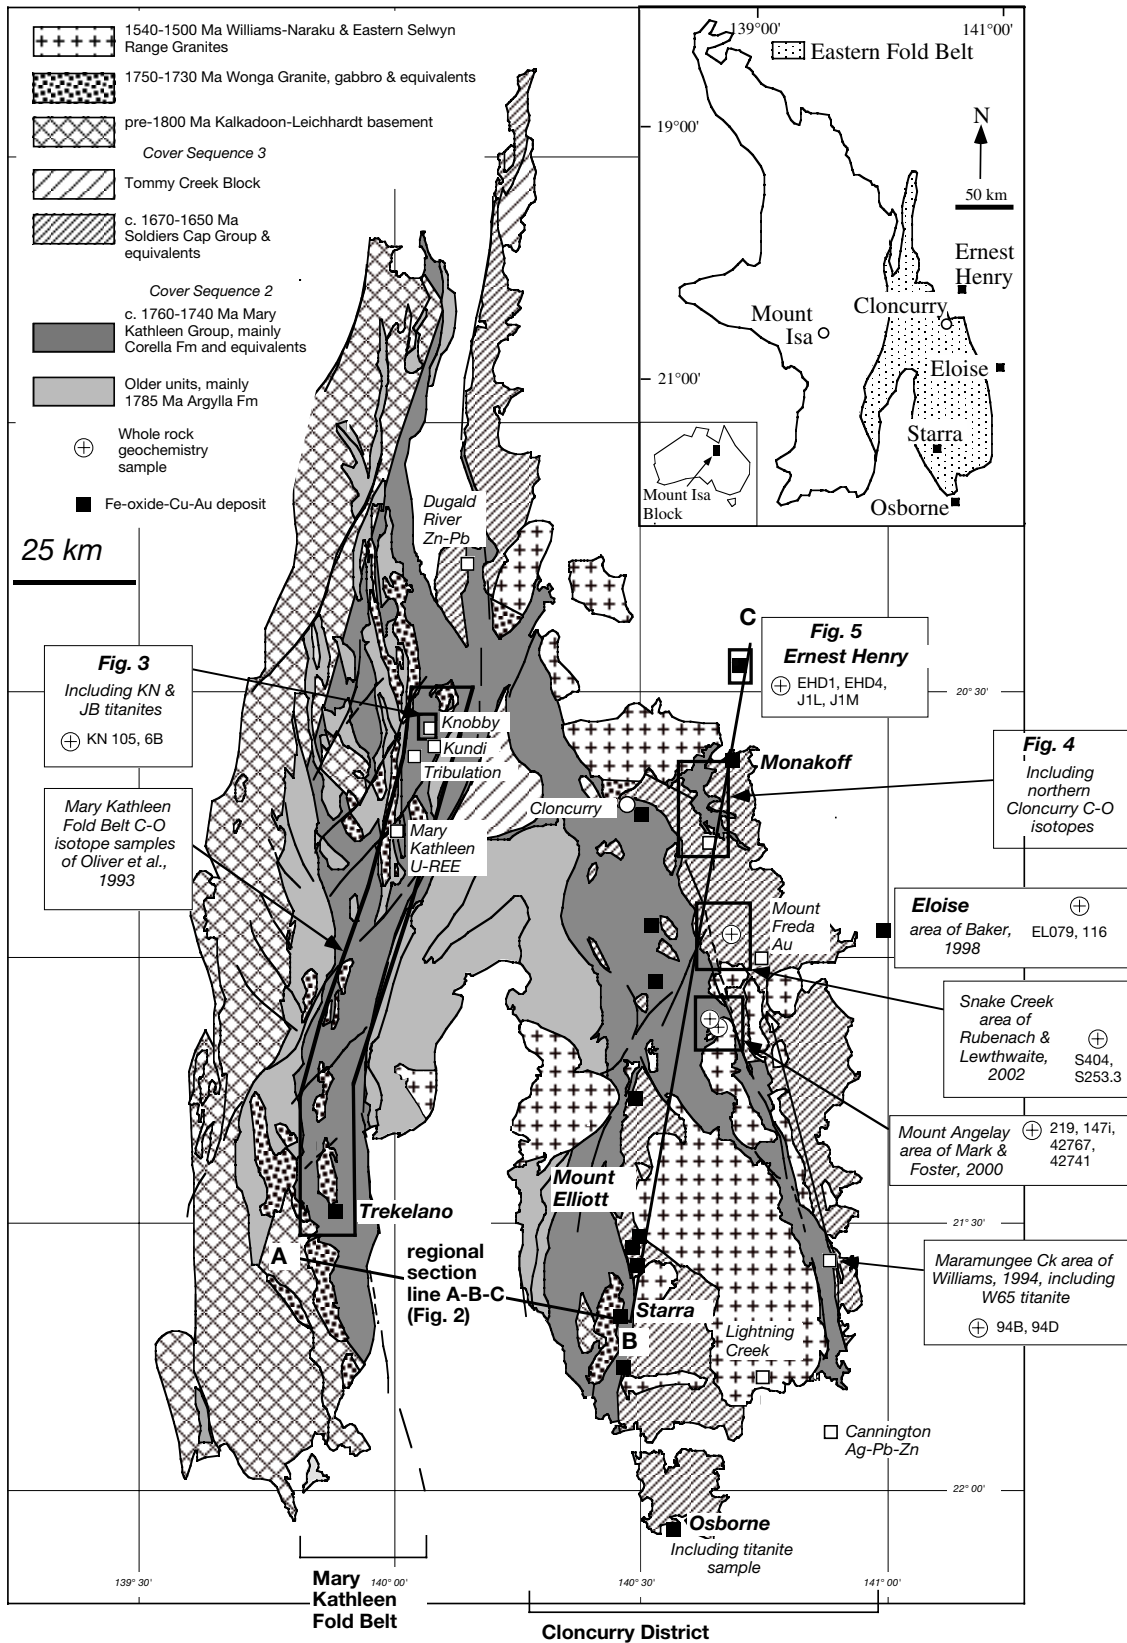 1540-1500 Ma Williams-Naraku & Eastern Selwyn
Range Granites
1750-1730 Ma Wonga Granite, gabbro & equivalents
pre-1800 Ma Kalkadoon-Leichhardt basement
Cover Sequence 3
Tommy Creek Block
c. 1670-1650 Ma
Soldiers Cap Group &
equivalents
Cover Sequence 2
c. 1760-1740 Ma Mary
Kathleen Group, mainly
Corella Fm and equivalents
Older units, mainly
1785 Ma Argylla Fm
Whole rock
geochemistry
sample
Fe-oxide-Cu-Au deposit
25 km
139°00'
141°00'
Eastern Fold Belt
19°00'
N
50 km
Ernest
Henry
Cloncurry
Mount
Isa
Eloise
21°00'
Starra
Mount Isa
Block
Osborne
Dugald
River
Zn-Pb
C
Fig. 5
Ernest Henry
EHD1, EHD4,
J1L, J1M
20° 30'
Fig. 3
Including KN &
JB titanites
KN 105, 6B
Knobby
Kundi
Tribulation
Monakoff
Fig. 4
Including
northern
Cloncurry C-O
isotopes
Cloncurry
Mary Kathleen
Fold Belt C-O
isotope samples
of Oliver et al.,
1993
Mary
Kathleen
U-REE
Mount
Freda
Au
Eloise
area of Baker,
1998
EL079, 116
Snake Creek
area of
Rubenach &
Lewthwaite,
2002
S404,
S253.3
Mount Angelay
area of Mark &
Foster, 2000
219, 147i,
42767,
42741
Mount
Elliott
Trekelano
21° 30'
A
regional
section
line A-B-C
(Fig. 2)
Maramungee Ck area of
Williams, 1994, including
W65 titanite
94B, 94D
Starra
B
Lightning
Creek
Cannington
Ag-Pb-Zn
22° 00'
Osborne
Including titanite
sample
139° 30'
140° 00'
140° 30'
141° 00'
Mary
Kathleen
Fold Belt
Cloncurry District